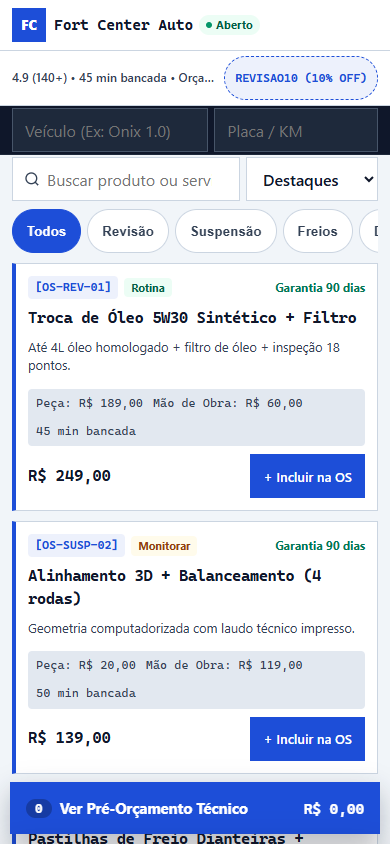 FC Fort Center Auto Aberto
4.9 (140+) • 45 min bancada • Orça... REVISAO10 (10% OFF)
Veículo (Ex: Onix 1.0) Placa / KM
Buscar produto ou serv Destaques
Todos Revisão Suspensão Freios
[OS-REV-01] Rotina Garantia 90 dias
Troca de Óleo 5W30 Sintético + Filtro
Até 4L óleo homologado + filtro de óleo + inspeção 18
pontos.
Peça: R$ 189,00 Mão de Obra: R$ 60,00
45 min bancada
R$ 249,00 + Incluir na OS
[OS-SUSP-02] Monitorar Garantia 90 dias
Alinhamento 3D + Balanceamento (4
rodas)
Geometria computadorizada com laudo técnico impresso.
Peça: R$ 20,00 Mão de Obra: R$ 119,00
50 min bancada
R$ 139,00 + Incluir na OS
0 Ver Pré-Orçamento Técnico R$ 0,00
Pastilhas de Freio Dianteiras +